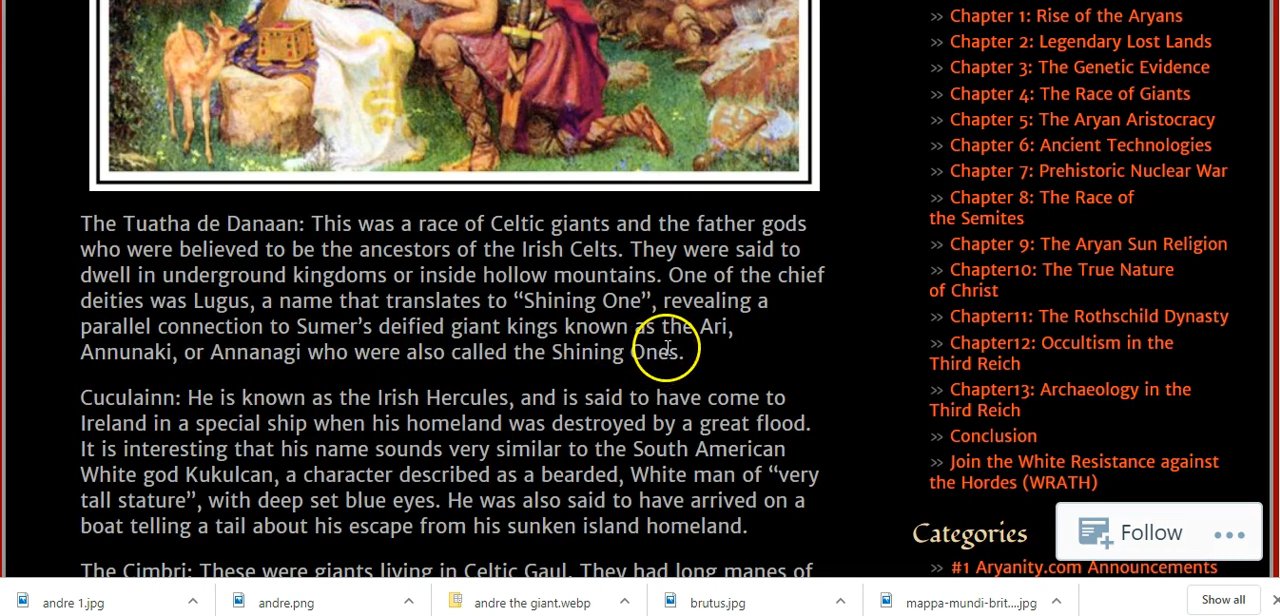 The Tuatha de Danaan: This was a race of Celtic giants and the father gods
who were believed to be the ancestors of the Irish Celts. They were said to
dwell in underground kingdoms or inside hollow mountains. One of the chief
deities was Lugus, a name that translates to “Shining One”, revealing a
parallel connection to Sumer’s deified giant kings known as the Ari,
Annunaki, or Annanagi who were also called the Shining Ones.
Cuculainn: He is known as the Irish Hercules, and is said to have come to
Ireland in a special ship when his homeland was destroyed by a great flood.
It is interesting that his name sounds very similar to the South American
White god Kukulcan, a character described as a bearded, White man of “very
tall stature”, with deep set blue eyes. He was also said to have arrived on a
boat telling a tail about his escape from his sunken island homeland.
The Cimbri: These were giants living in Celtic Gaul. They had long manes of
>> Chapter 1: Rise of the Aryans
>> Chapter 2: Legendary Lost Lands
>> Chapter 3: The Genetic Evidence
>> Chapter 4: The Race of Giants
>> Chapter 5: The Aryan Aristocracy
>> Chapter 6: Ancient Technologies
>> Chapter 7: Prehistoric Nuclear War
>> Chapter 8: The Race of
the Semites
>> Chapter 9: The Aryan Sun Religion
>> Chapter10: The True Nature
of Christ
>> Chapter11: The Rothschild Dynasty
>> Chapter12: Occultism in the
Third Reich
>> Chapter13: Archaeology in the
Third Reich
>> Conclusion
>> Join the White Resistance against
the Hordes (WRATH)
Categories
>> #1 Aryanity.com Announcements
Follow
andre 1.jpg
andre.png
andre the giant.webp
brutus.jpg
mappa-mundi-brit....jpg
Show all